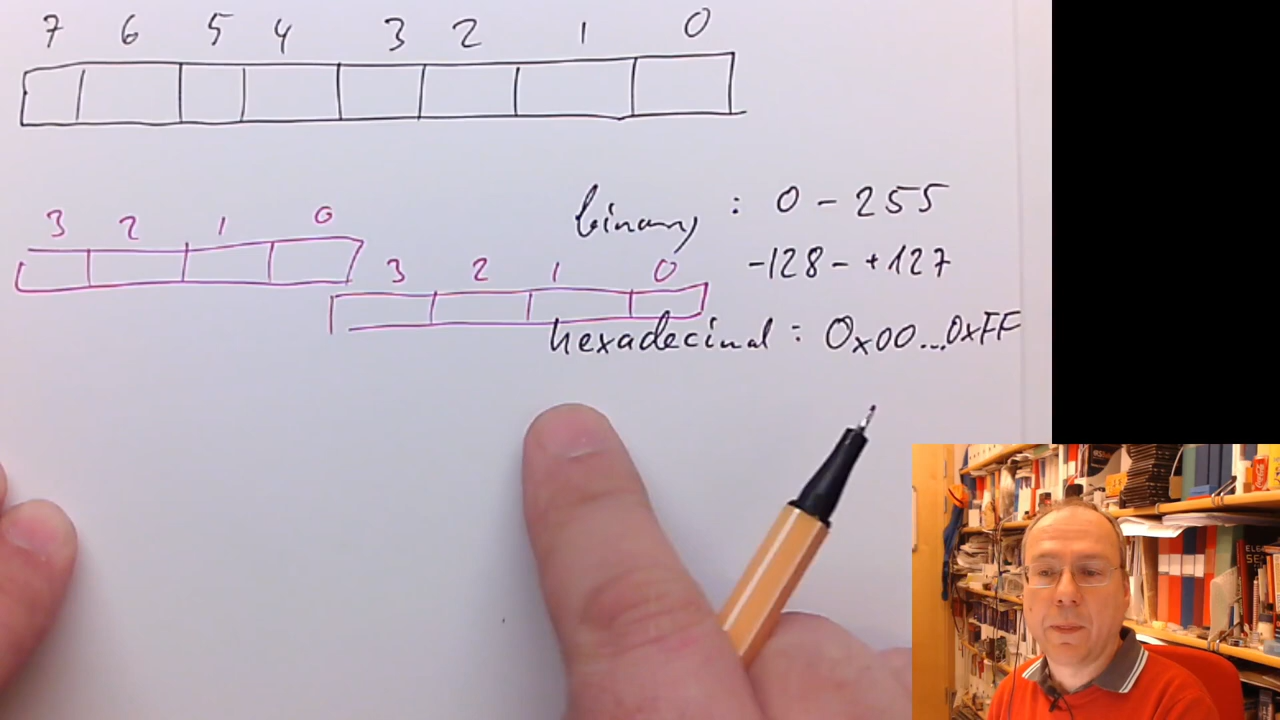 7 6 5 4 3 2 1 0
binary : 0 - 255
3 2 1 0
-128 - +127
3 2 1 0
hexadecimal : 0x00...0xFF